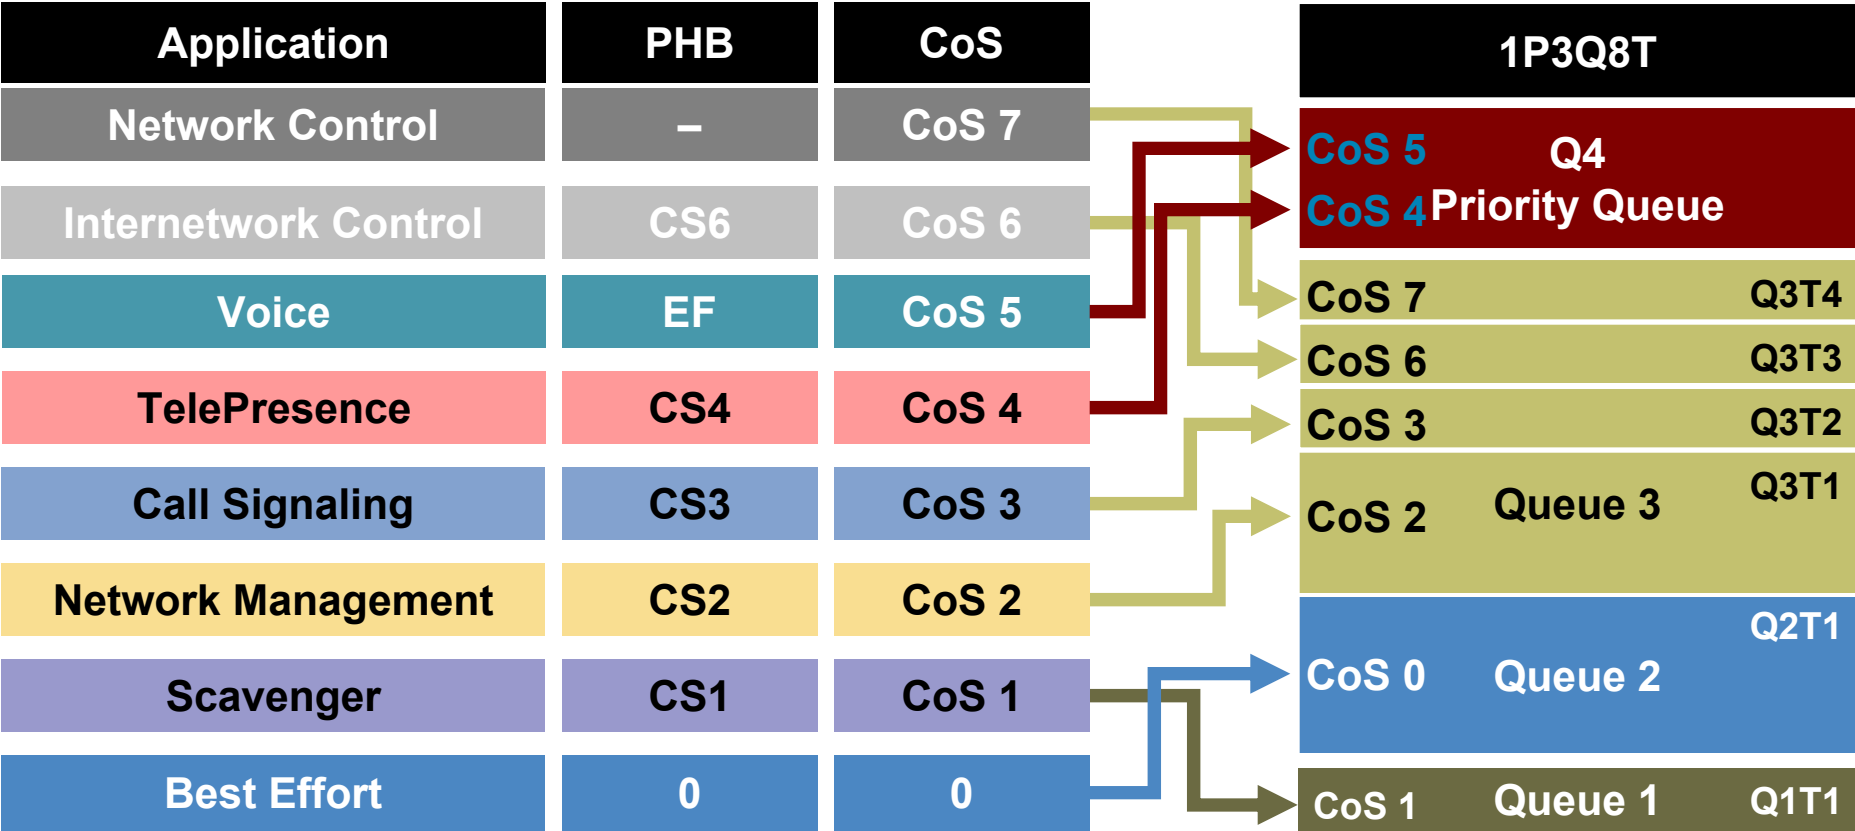 Application PHB CoS 1P3Q8T
Network Control – CoS 7
Internetwork Control CS6 CoS 6
Voice EF CoS 5
TelePresence CS4 CoS 4
Call Signaling CS3 CoS 3
Network Management CS2 CoS 2
Scavenger CS1 CoS 1
Best Effort 0 0
CoS 5 Q4
CoS 4 Priority Queue
CoS 7 Q3T4
CoS 6 Q3T3
CoS 3 Q3T2
CoS 2 Queue 3 Q3T1
CoS 0 Queue 2 Q2T1
CoS 1 Queue 1 Q1T1